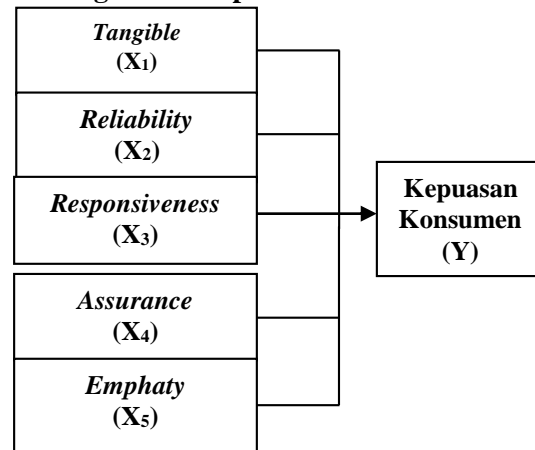 Tangible
(X₁)
Reliability
(X₂)
Responsiveness
(X₃)
Assurance
(X₄)
Emphaty
(X₅)
Kepuasan
Konsumen
(Y)